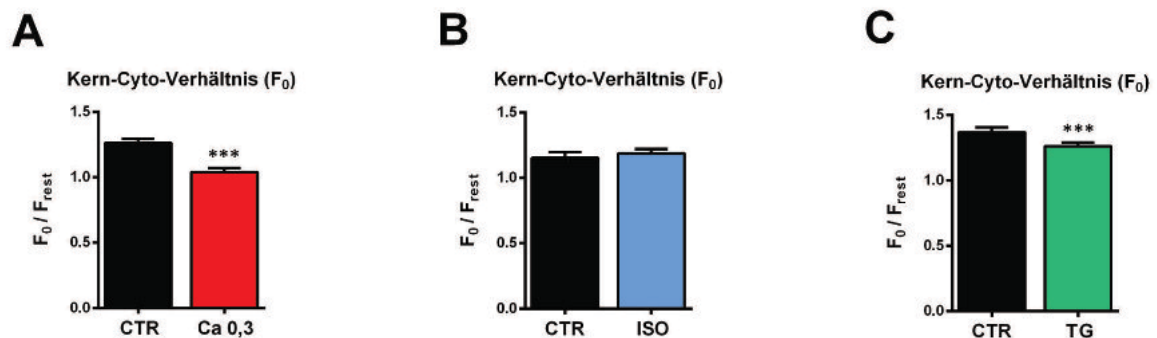 A
Kern-Cyto-Verhältnis (F0)
1.5
1.0
0.5
0.0
F0 / Frest
***
CTR
Ca 0,3
B
Kern-Cyto-Verhältnis (F0)
1.5
1.0
0.5
0.0
F0 / Frest
CTR
ISO
C
Kern-Cyto-Verhältnis (F0)
1.5
1.0
0.5
0.0
F0 / Frest
***
CTR
TG